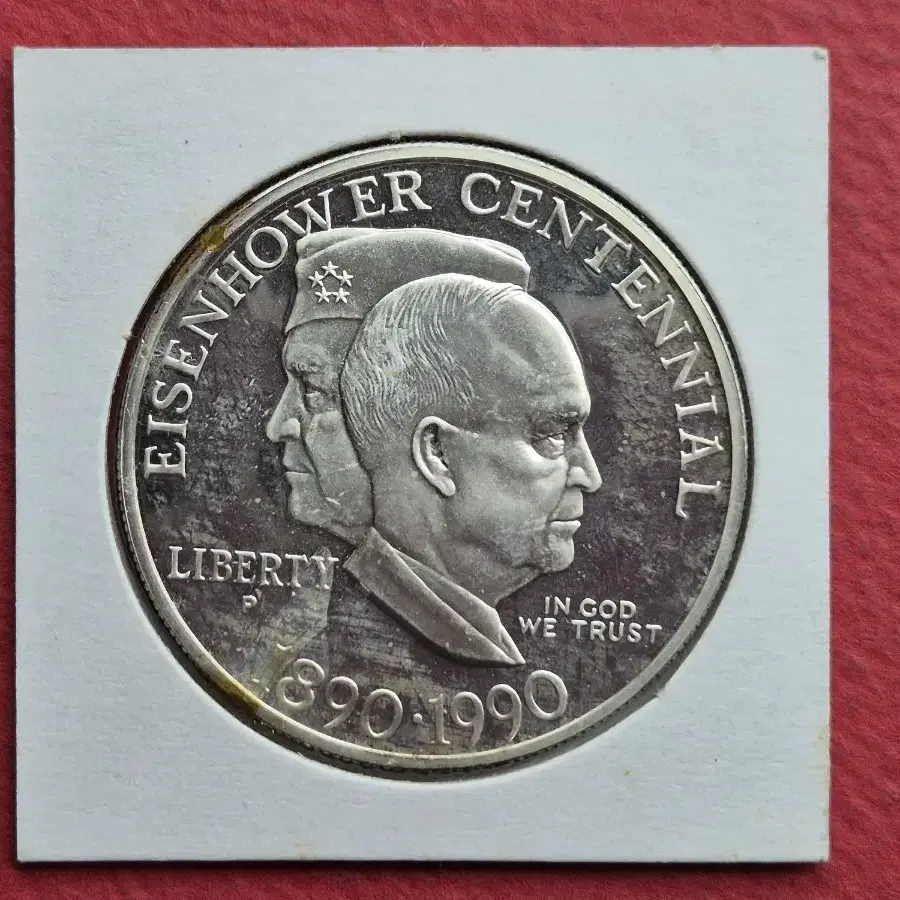 EISENHOWER CENTENNIAL
LIBERTY
P
IN GOD
WE TRUST
1890·1990